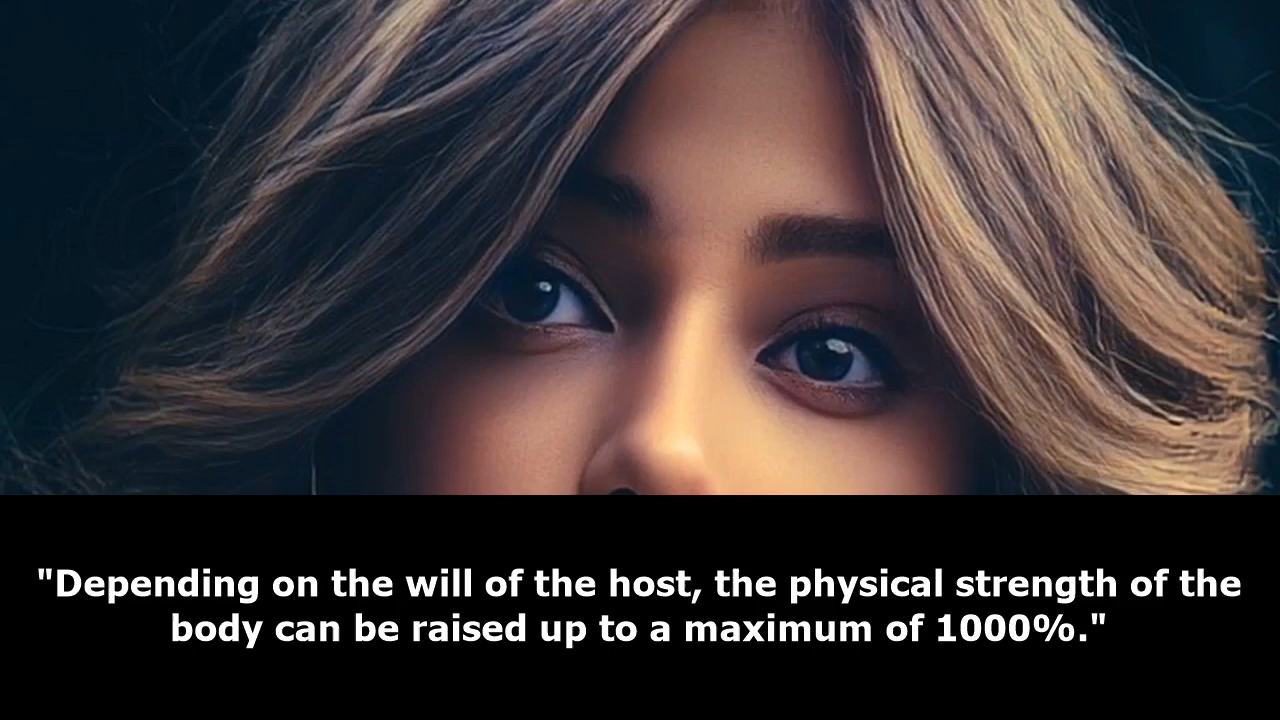 "Depending on the will of the host, the physical strength of the
body can be raised up to a maximum of 1000%."